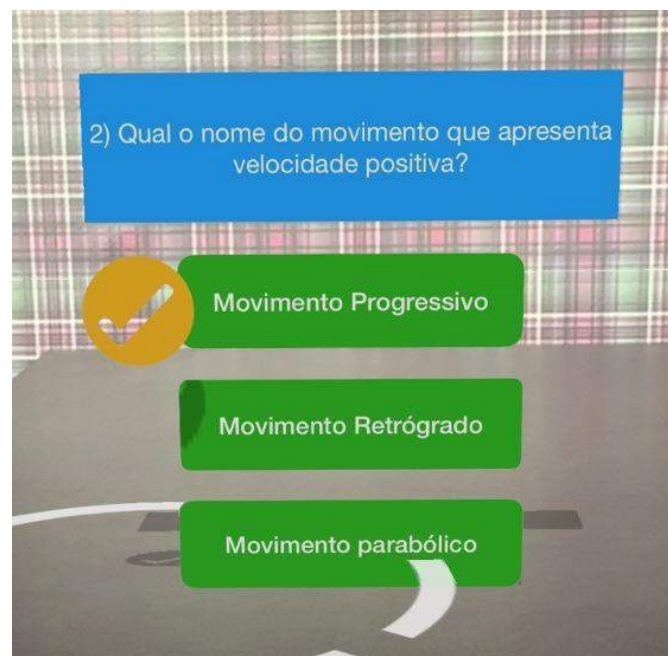 2) Qual o nome do movimento que apresenta
velocidade positiva?
Movimento Progressivo
Movimento Retrógrado
Movimento parabólico